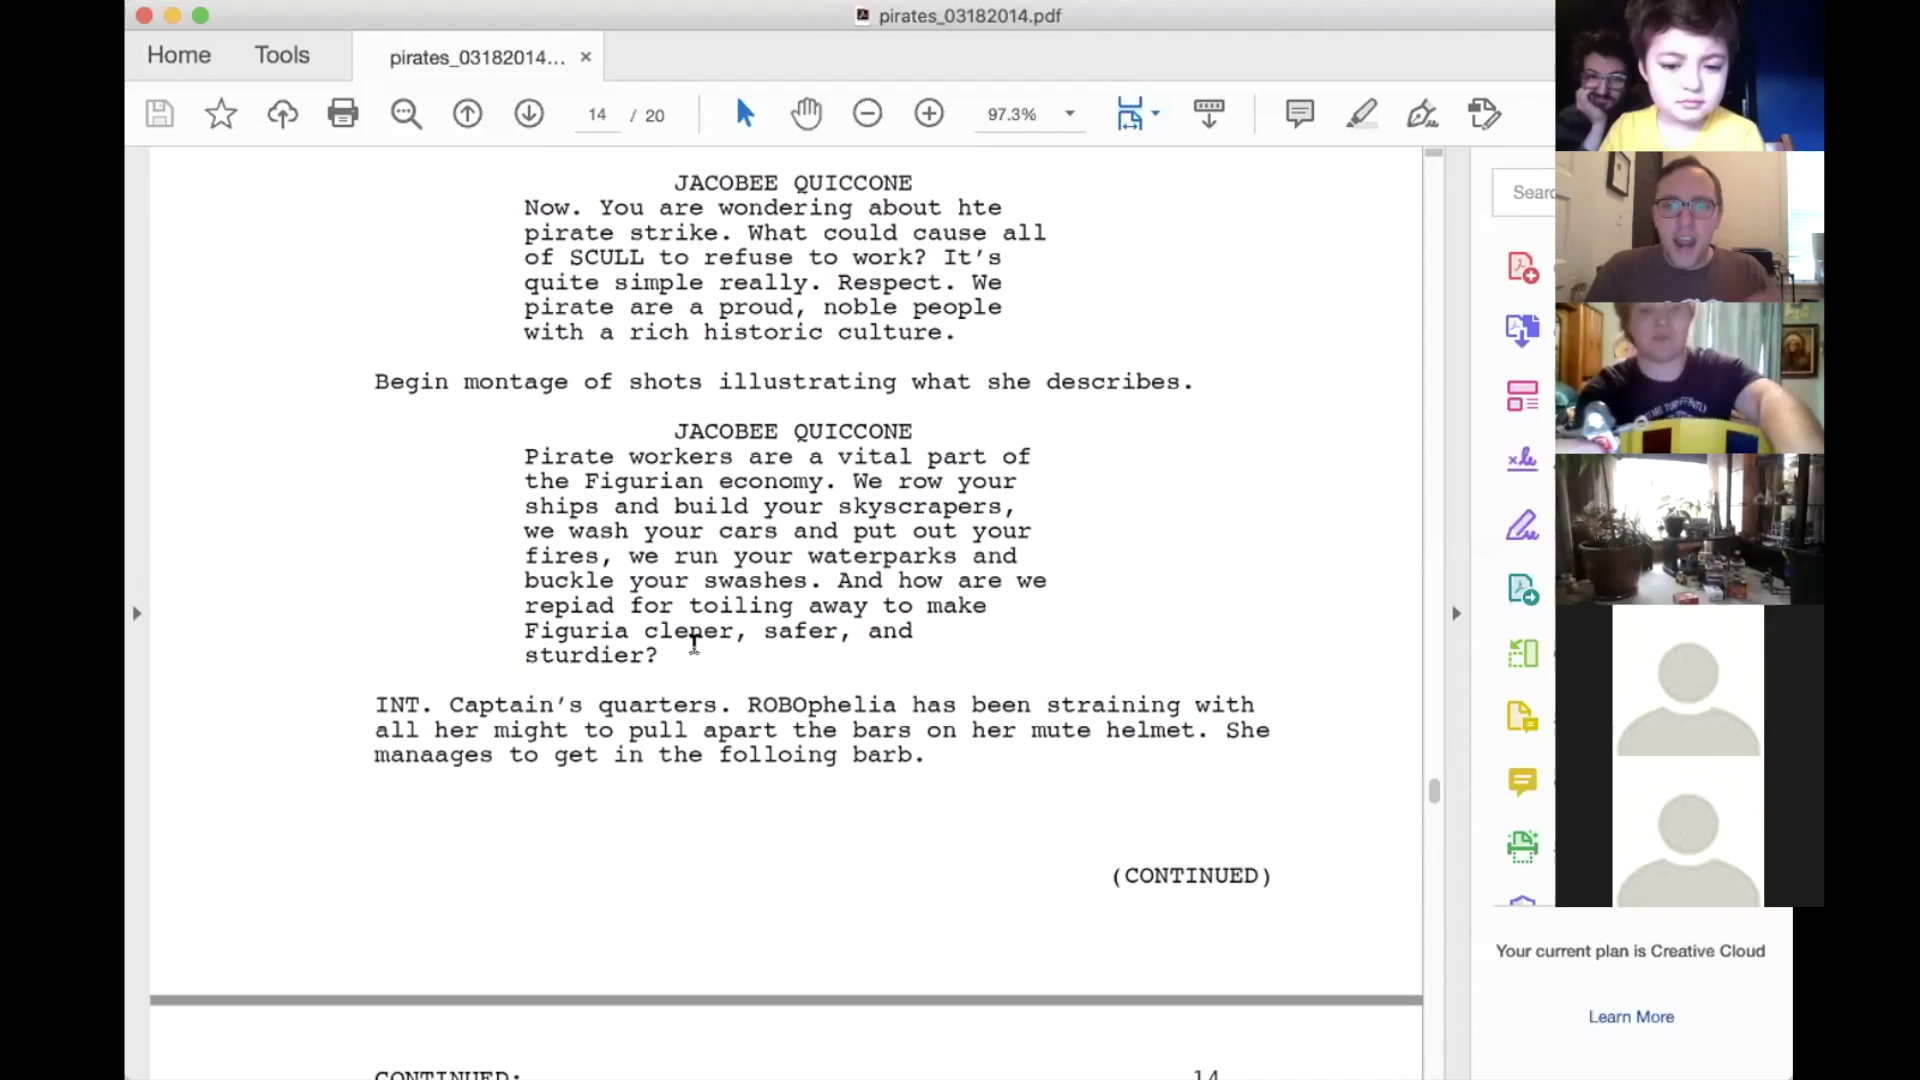 pirates_03182014.pdf
Home
Tools
pirates_03182014...
14 / 20
97.3%
JACOBEE QUICCONE
Now. You are wondering about hte
pirate strike. What could cause all
of SCULL to refuse to work? It's
quite simple really. Respect. We
pirate are a proud, noble people
with a rich historic culture.
Begin montage of shots illustrating what she describes.
JACOBEE QUICCONE
Pirate workers are a vital part of
the Figurian economy. We row your
ships and build your skyscrapers,
we wash your cars and put out your
fires, we run your waterparks and
buckle your swashes. And how are we
repiad for toiling away to make
Figuria clener, safer, and
sturdier?
INT. Captain's quarters. ROBOphelia has been straining with
all her might to pull apart the bars on her mute helmet. She
manaages to get in the folloing barb.
(CONTINUED)
CONTINUED:
14
Searc
Your current plan is Creative Cloud
Learn More